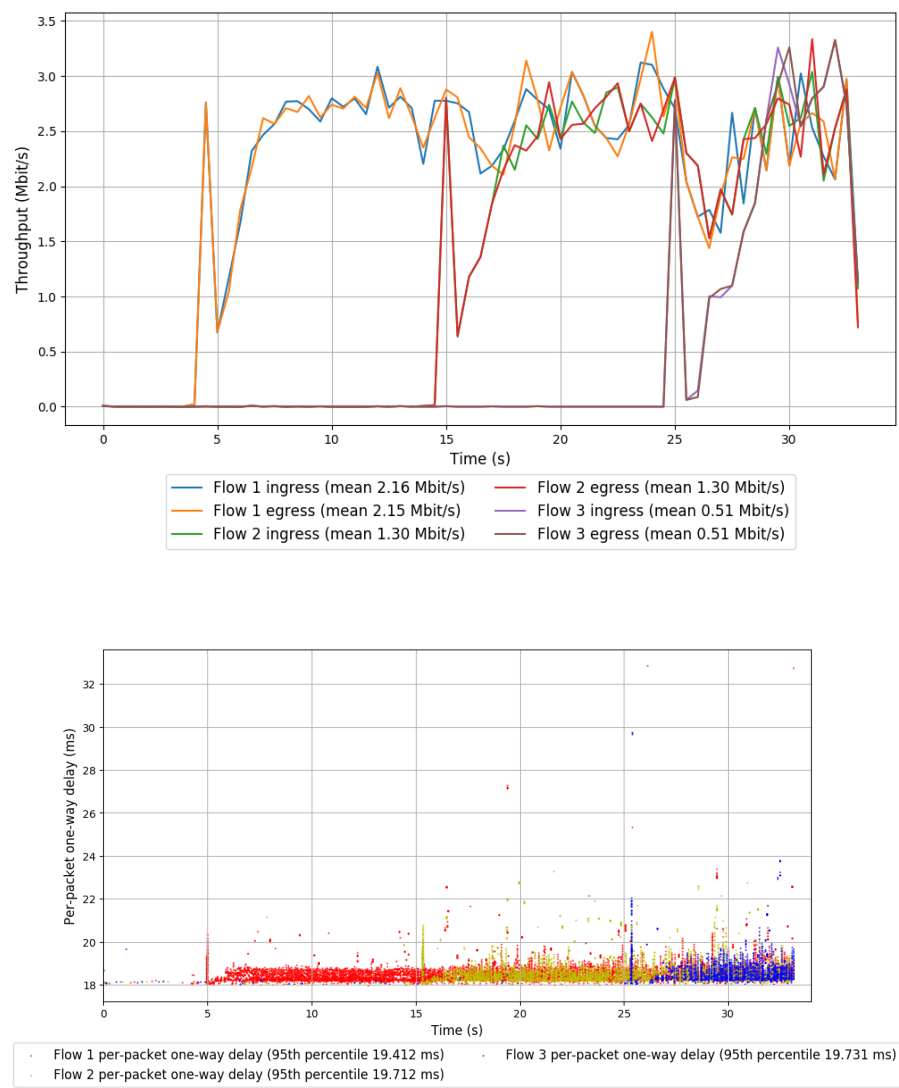 3.5
3.0
2.5
2.0
1.5
1.0
0.5
0.0
Throughput (Mbit/s)
0 5 10 15 20 25 30
Time (s)
Flow 1 ingress (mean 2.16 Mbit/s) Flow 2 egress (mean 1.30 Mbit/s)
Flow 1 egress (mean 2.15 Mbit/s) Flow 3 ingress (mean 0.51 Mbit/s)
Flow 2 ingress (mean 1.30 Mbit/s) Flow 3 egress (mean 0.51 Mbit/s)
32
30
28
26
24
22
20
18
Per-packet one-way delay (ms)
0 5 10 15 20 25 30
Time (s)
Flow 1 per-packet one-way delay (95th percentile 19.412 ms) Flow 3 per-packet one-way delay (95th percentile 19.731 ms)
Flow 2 per-packet one-way delay (95th percentile 19.712 ms)